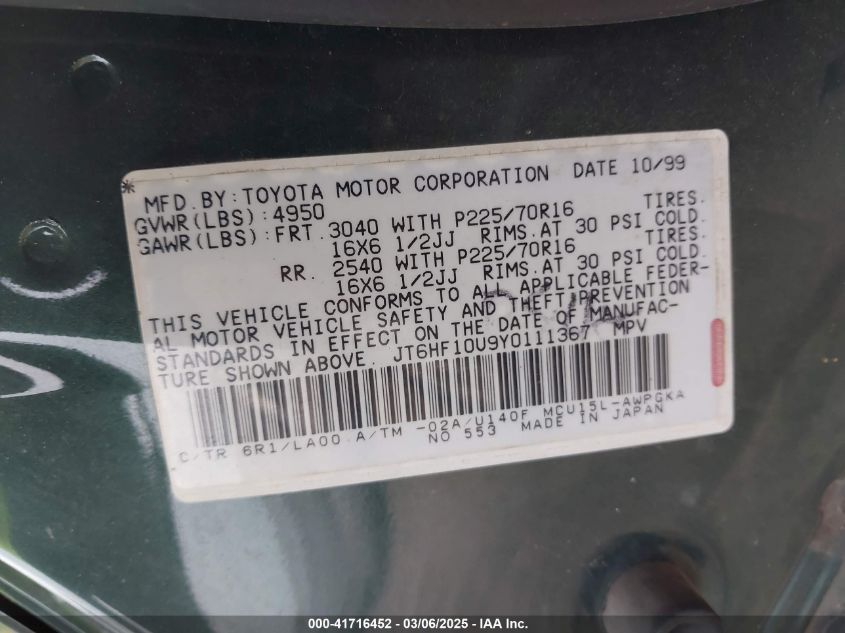 * MFD. BY: TOYOTA MOTOR CORPORATION DATE 10/99
GVWR(LBS): 4950
GAWR(LBS): FRT. 3040 WITH P225/70R16 TIRES.
16X6 1/2JJ RIMS. AT 30 PSI COLD.
RR. 2540 WITH P225/70R16 TIRES.
16X6 1/2JJ RIMS. AT 30 PSI COLD.
THIS VEHICLE CONFORMS TO ALL APPLICABLE FEDER-
AL MOTOR VEHICLE SAFETY AND THEFT PREVENTION
STANDARDS IN EFFECT ON THE DATE OF MANUFAC-
TURE SHOWN ABOVE. JT6HF10U9Y0111367 MPV
C/TR 6R1/LA00 A/TM -02A/U140F MCU15L-AWPGKA
NO 553 MADE IN JAPAN
000-41716452 - 03/06/2025 - IAA Inc.